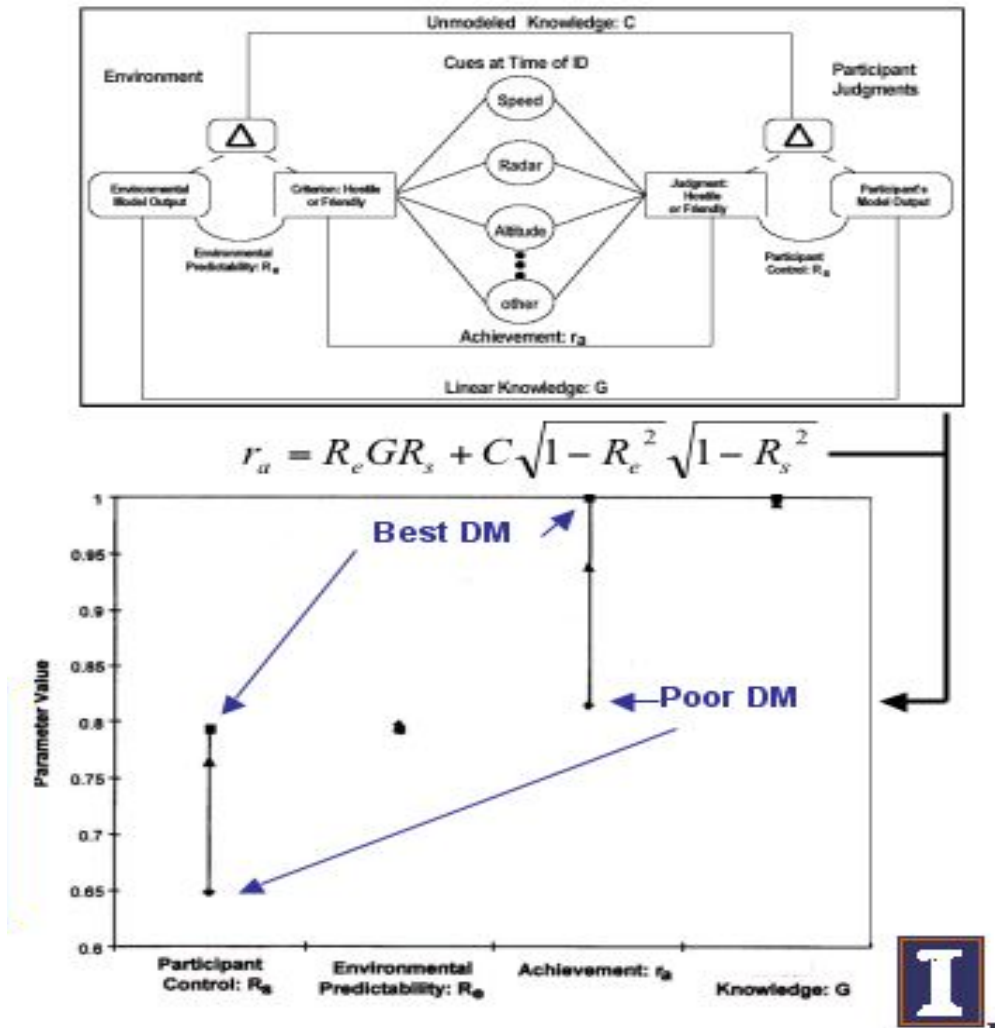 Unmodeled Knowledge: C
Environment
Cues at Time of ID
Participant
Judgments
Speed
Δ
Δ
Radar
Environmental
Model Output
Criterion: Hostile
or Friendly
Judgment:
Hostile
or Friendly
Participant's
Model Output
Altitude
Environmental
Predictability: Re
Participant
Control: Rs
other
Achievement: ra
Linear Knowledge: G
ra = ReGRs + C√1 − Re² √1 − Rs²
1
Best DM
0.95
0.9
0.85
Poor DM
0.8
0.75
0.7
0.65
0.6
Parameter Value
Participant
Control: Rs
Environmental
Predictability: Re
Achievement: ra
Knowledge: G
I